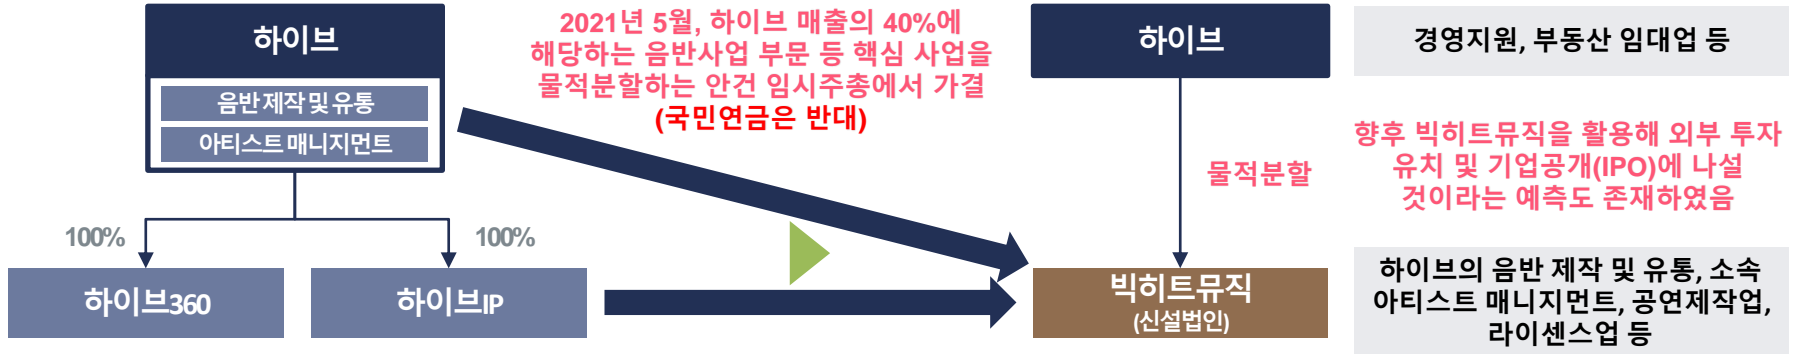 하이브
음반 제작 및 유통
아티스트 매니지먼트
100%
100%
하이브360
하이브IP
2021년 5월, 하이브 매출의 40%에
해당하는 음반사업 부문 등 핵심 사업을
물적분할하는 안건 임시주총에서 가결
(국민연금은 반대)
하이브
물적분할
빅히트뮤직
(신설법인)
경영지원, 부동산 임대업 등
향후 빅히트뮤직을 활용해 외부 투자
유치 및 기업공개(IPO)에 나설
것이라는 예측도 존재하였음
하이브의 음반 제작 및 유통, 소속
아티스트 매니지먼트, 공연제작업,
라이센스업 등